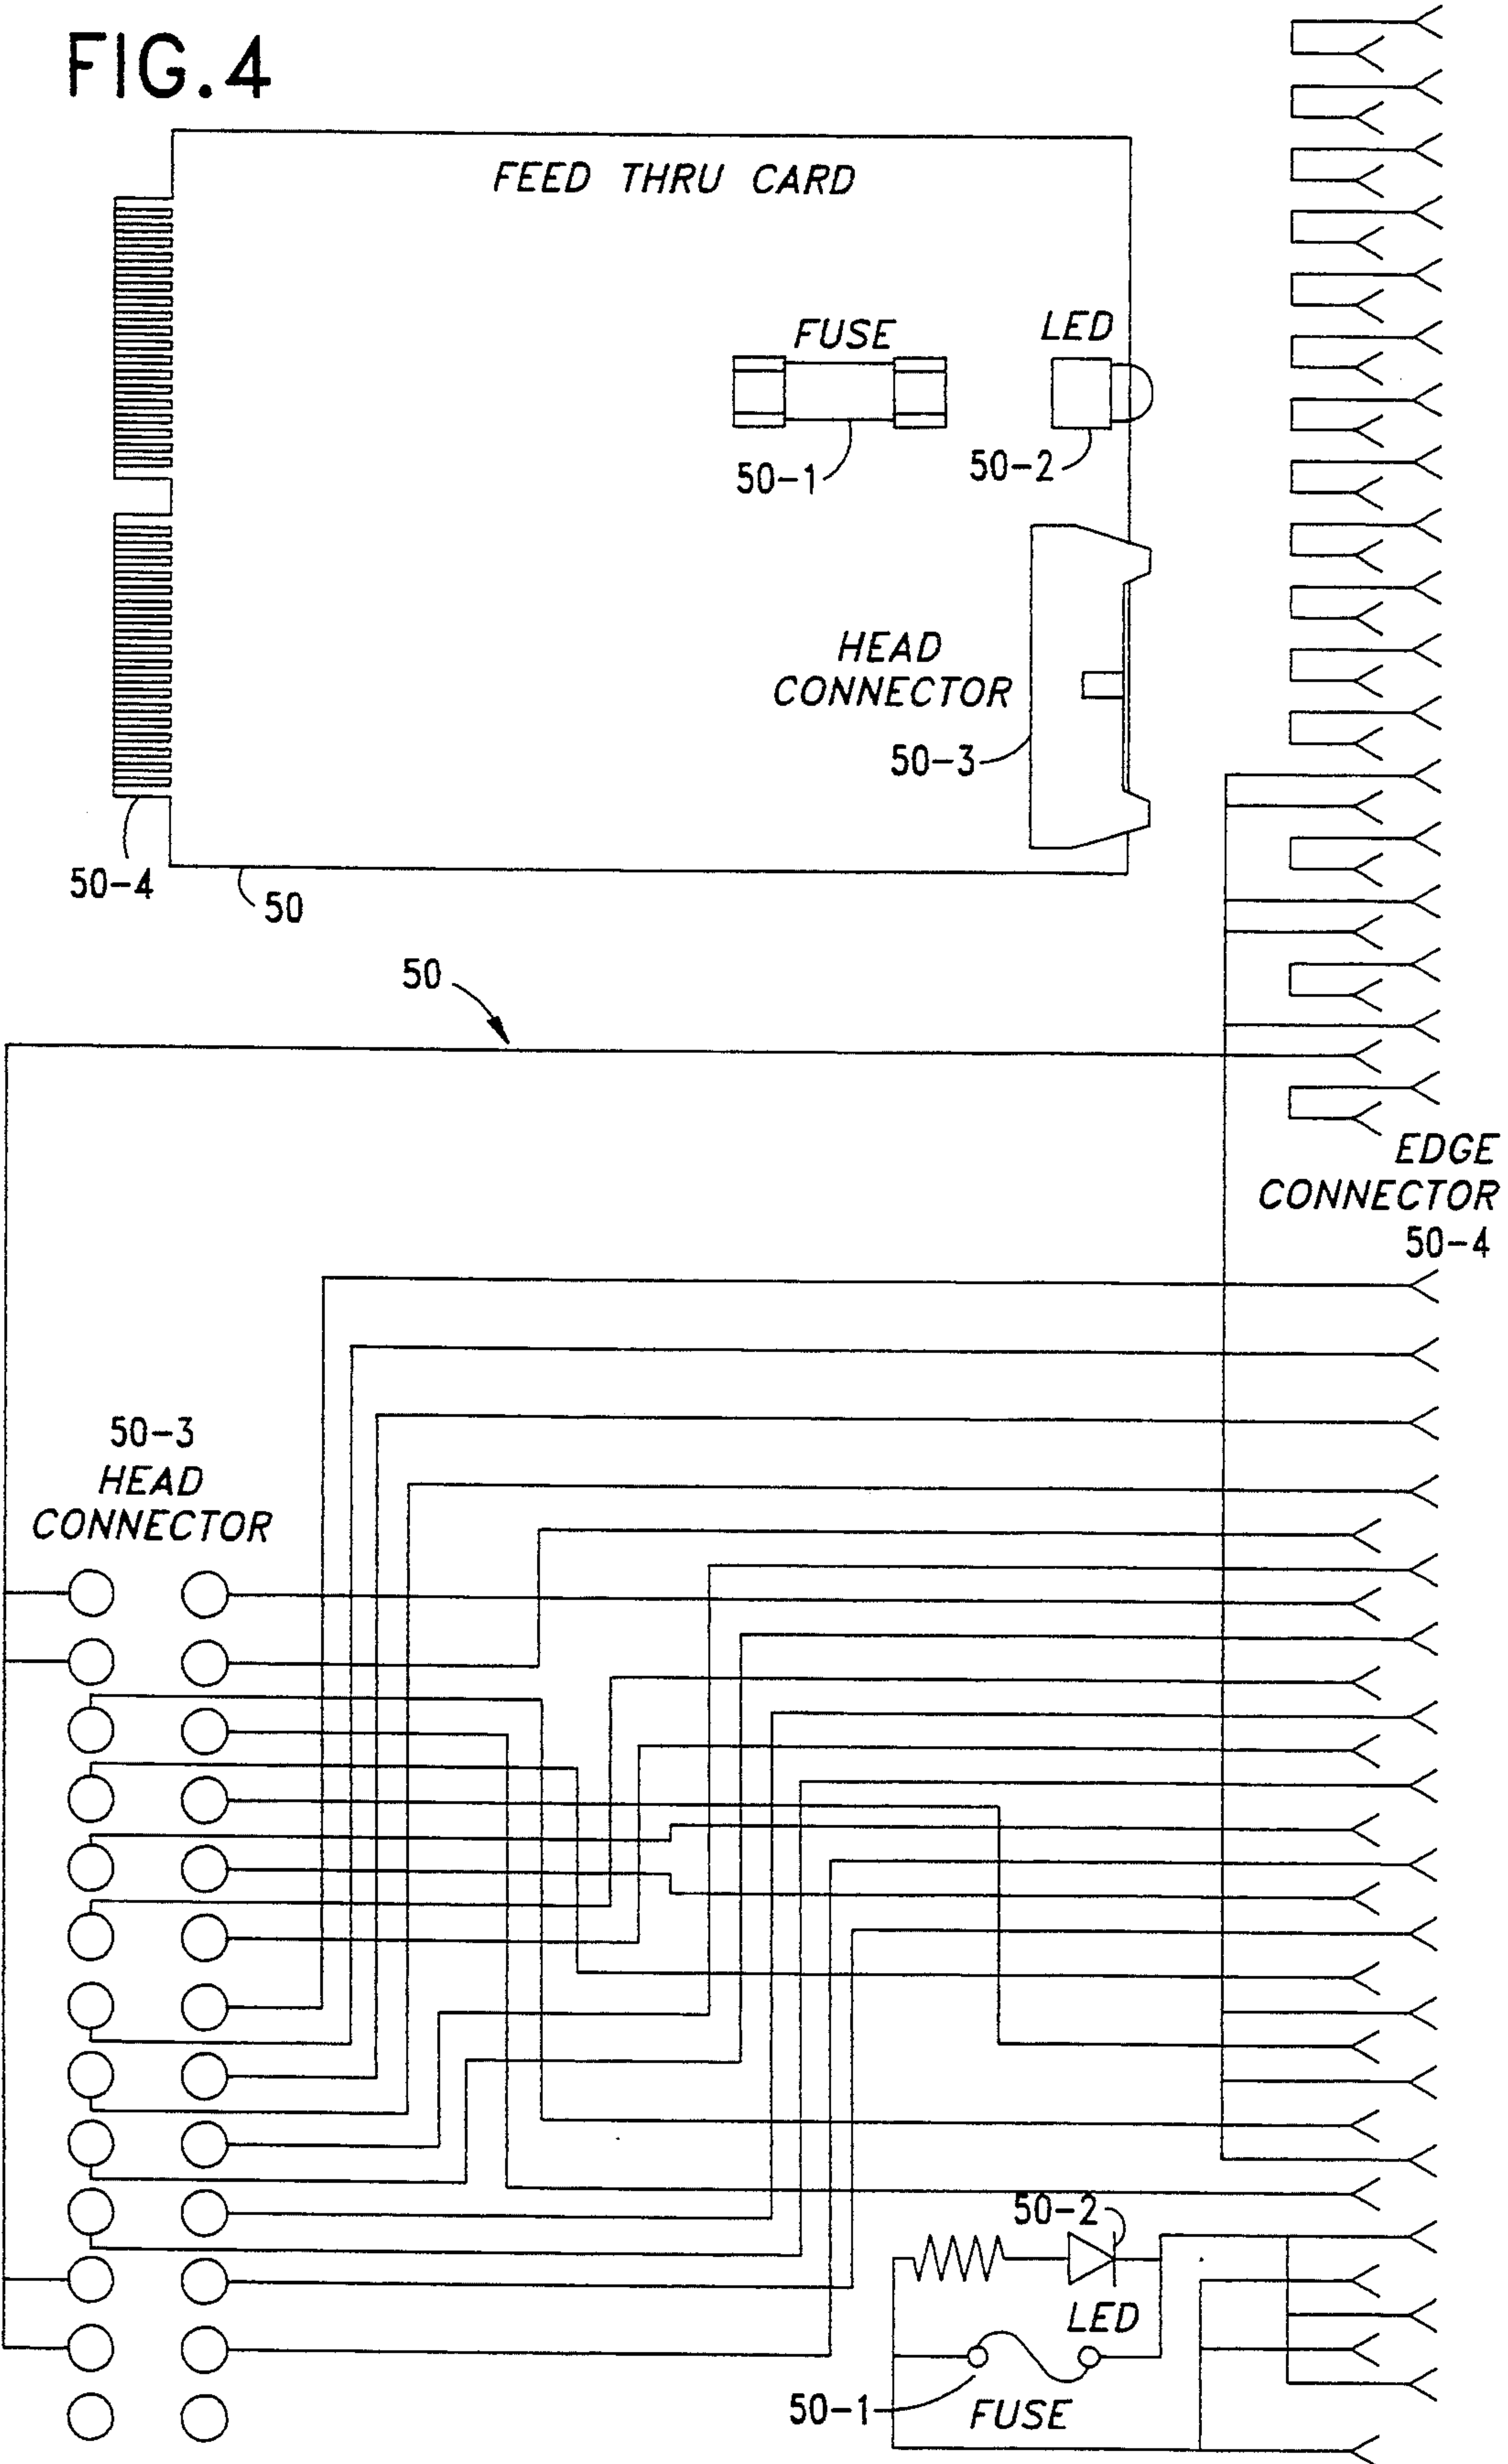 FIG.4
FEED THRU CARD
FUSE
LED
50-1
50-2
HEAD
CONNECTOR
50-3
50-4
50
50
EDGE
CONNECTOR
50-4
50-3
HEAD
CONNECTOR
50-2
LED
50-1
FUSE